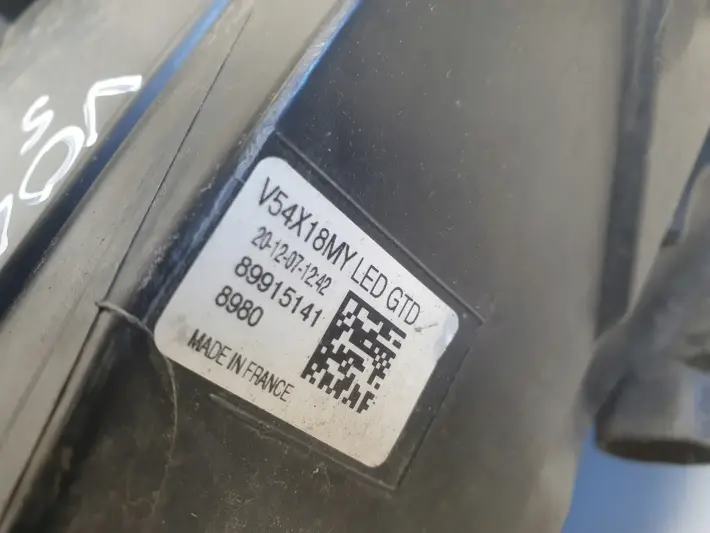 V54X18MY LED GTD
20-12-07-12:42
89915141
8980
MADE IN FRANCE